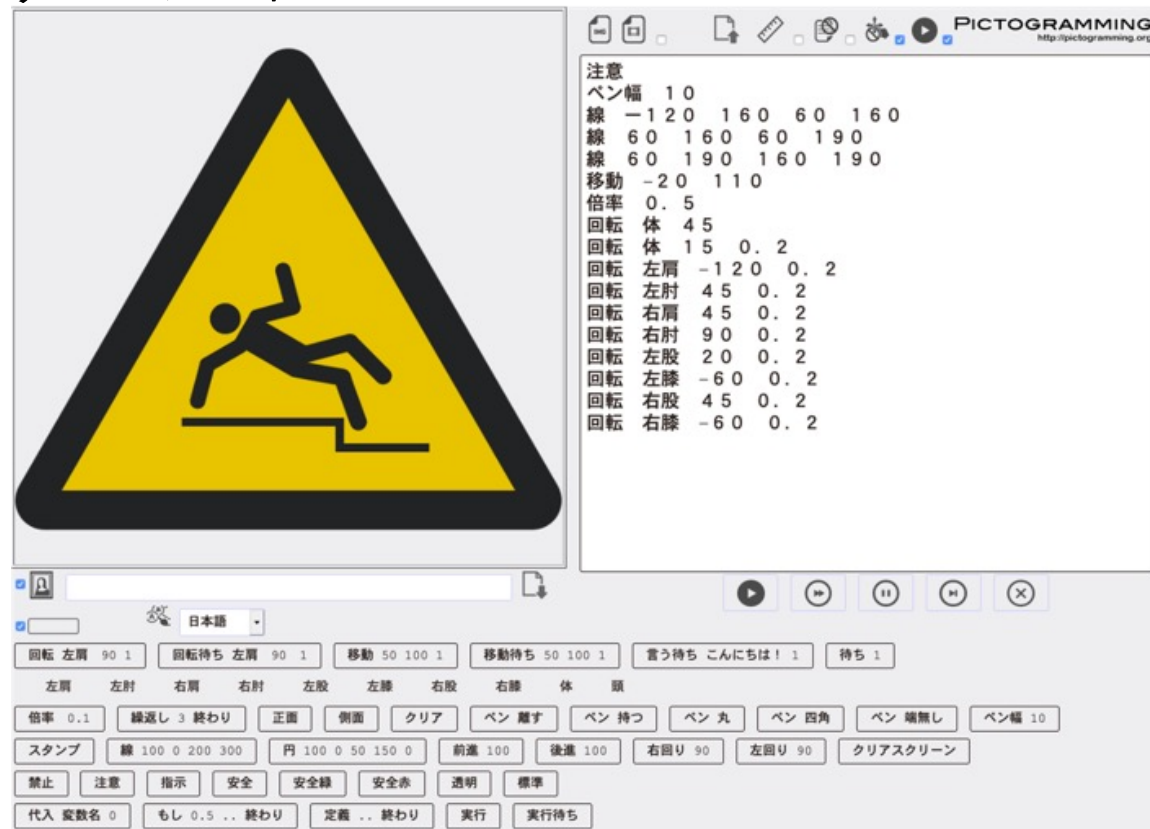 PICTOGRAMMING
http://pictogramming.org
注意
ペン幅 １０
線 ー１２０ １６０ ６０ １６０
線 ６０ １６０ ６０ １９０
線 ６０ １９０ １６０ １９０
移動 −２０ １１０
倍率 ０．５
回転 体 ４５
回転 体 １５ ０．２
回転 左肩 −１２０ ０．２
回転 左肘 ４５ ０．２
回転 右肩 ４５ ０．２
回転 右肘 ９０ ０．２
回転 左股 ２０ ０．２
回転 左膝 −６０ ０．２
回転 右股 ４５ ０．２
回転 右膝 −６０ ０．２
日本語
回転 左肩 90 1 回転待ち 左肩 90 1 移動 50 100 1 移動待ち 50 100 1 言う待ち こんにちは！ 1 待ち 1
左肩 左肘 右肩 右肘 左股 左膝 右股 右膝 体 頭
倍率 0.1 繰返し 3 終わり 正面 側面 クリア ペン 離す ペン 持つ ペン 丸 ペン 四角 ペン 端無し ペン幅 10
スタンプ 線 100 0 200 300 円 100 0 50 150 0 前進 100 後進 100 右回り 90 左回り 90 クリアスクリーン
禁止 注意 指示 安全 安全緑 安全赤 透明 標準
代入 変数名 0 もし 0.5 .. 終わり 定義 .. 終わり 実行 実行待ち